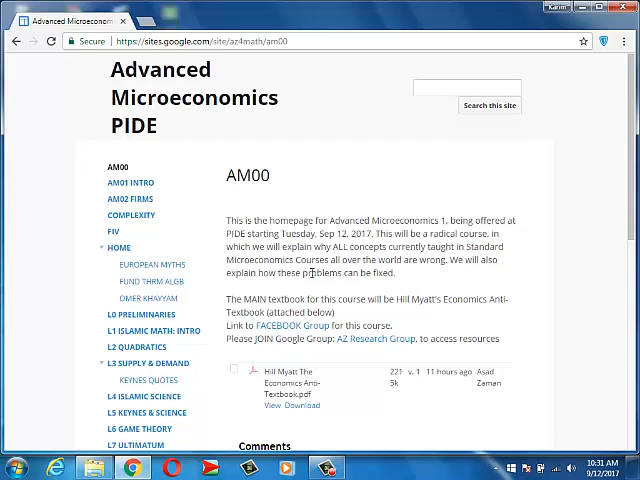 Karim
Advanced Microeconom
Secure
https://sites.google.com/site/az4math/am00
Advanced
Microeconomics
PIDE
Search this site
AM00
AM01 INTRO
AM02 FIRMS
COMPLEXITY
FIV
HOME
EUROPEAN MYTHS
FUND THRM ALGB
OMER KHAYYAM
L0 PRELIMINARIES
L1 ISLAMIC MATH: INTRO
L2 QUADRATICS
L3 SUPPLY & DEMAND
KEYNES QUOTES
L4 ISLAMIC SCIENCE
L5 KEYNES & SCIENCE
L6 GAME THEORY
L7 ULTIMATUM
AM00
This is the homepage for Advanced Microeconomics 1, being offered at
PIDE starting Tuesday, Sep 12, 2017. This will be a radical course, in
which we will explain why ALL concepts currently taught in Standard
Microeconomics Courses all over the world are wrong. We will also
explain how these problems can be fixed.
The MAIN textbook for this course will be Hill Myatt's Economics Anti-
Textbook (attached below)
Link to FACEBOOK Group for this course.
Please JOIN Google Group: AZ Research Group, to access resources
Hill Myatt The
Economics Anti-
Textbook.pdf
View Download
221
5k
v. 1
11 hours ago
Asad
Zaman
Comments
10:31 AM
9/12/2017